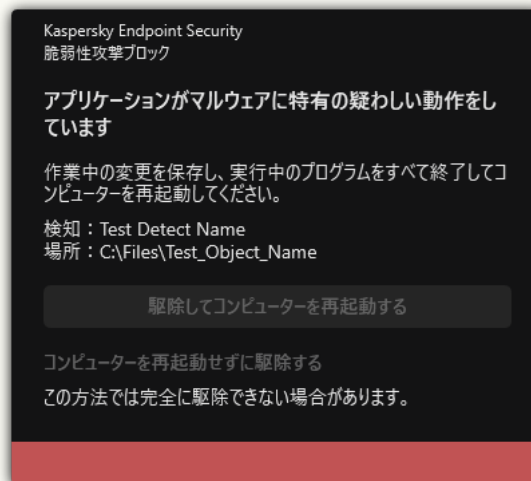 Kaspersky Endpoint Security
脆弱性攻撃ブロック
アプリケーションがマルウェアに特有の疑わしい動作をし
ています
作業中の変更を保存し、実行中のプログラムをすべて終了してコ
ンピューターを再起動してください。
検知：Test Detect Name
場所：C:\Files\Test_Object_Name
駆除してコンピューターを再起動する
コンピューターを再起動せずに駆除する
この方法では完全に駆除できない場合があります。